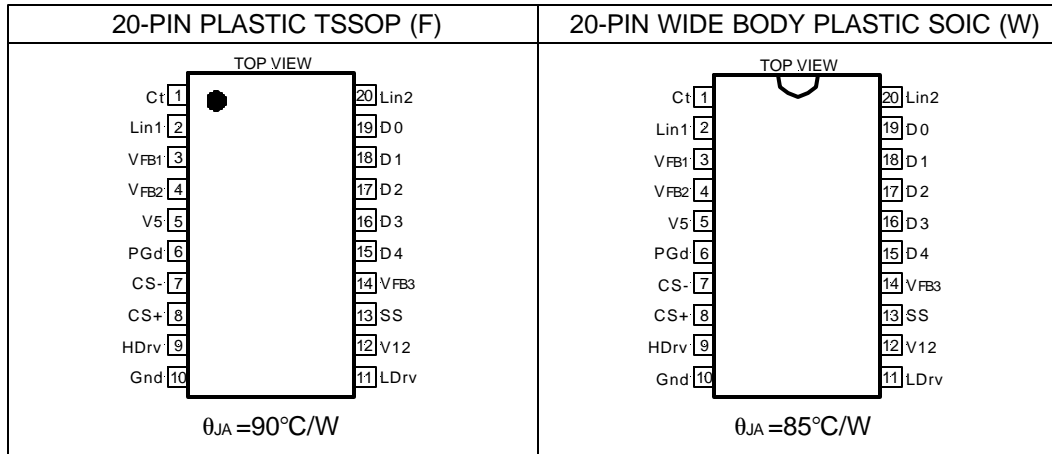 20-PIN PLASTIC TSSOP (F)
TOP VIEW
Ct 1 20 Lin2
Lin1 2 19 D0
VFB1 3 18 D1
VFB2 4 17 D2
V5 5 16 D3
PGd 6 15 D4
CS- 7 14 VFB3
CS+ 8 13 SS
HDrv 9 12 V12
Gnd 10 11 LDrv
θJA =90°C/W
20-PIN WIDE BODY PLASTIC SOIC (W)
TOP VIEW
Ct 1 20 Lin2
Lin1 2 19 D0
VFB1 3 18 D1
VFB2 4 17 D2
V5 5 16 D3
PGd 6 15 D4
CS- 7 14 VFB3
CS+ 8 13 SS
HDrv 9 12 V12
Gnd 10 11 LDrv
θJA =85°C/W